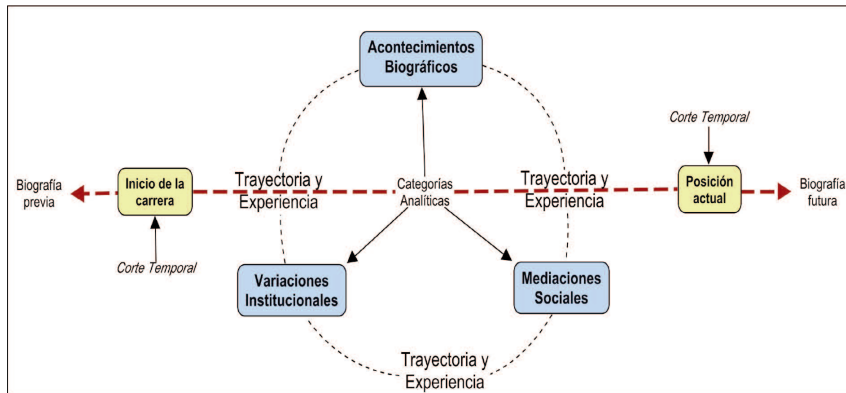 Acontecimientos
Biográficos
Corte Temporal
Biografía
previa
Inicio de la
carrera
Trayectoria y
Experiencia
Categorías
Analíticas
Trayectoria y
Experiencia
Posición
actual
Biografía
futura
Corte Temporal
Variaciones
Institucionales
Mediaciones
Sociales
Trayectoria y
Experiencia